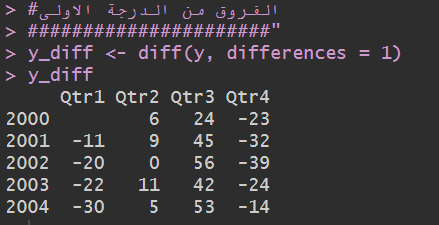 > #الفروق من الدرجة الاولى
> ######################"
> y_diff <- diff(y, differences = 1)
> y_diff
     Qtr1 Qtr2 Qtr3 Qtr4
2000         6   24  -23
2001  -11    9   45  -32
2002  -20    0   56  -39
2003  -22   11   42  -24
2004  -30    5   53  -14